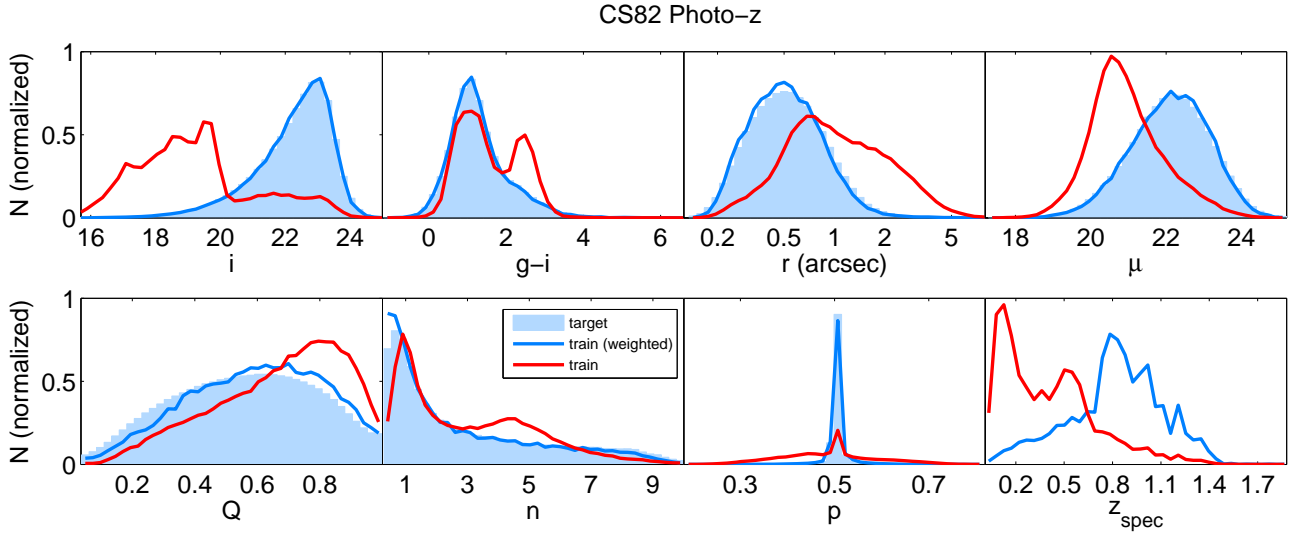 CS82 Photo-z
N (normalized)
1
0.5
0
16 18 20 22 24
i
0 2 4 6
g-i
0.2 0.5 1 2 5
r (arcsec)
18 20 22 24
μ
N (normalized)
1
0.5
0
0.2 0.4 0.6 0.8
Q
target
train (weighted)
train
1 3 5 7 9
n
0.3 0.5 0.7
p
0.2 0.5 0.8 1.1 1.4 1.7
z_spec